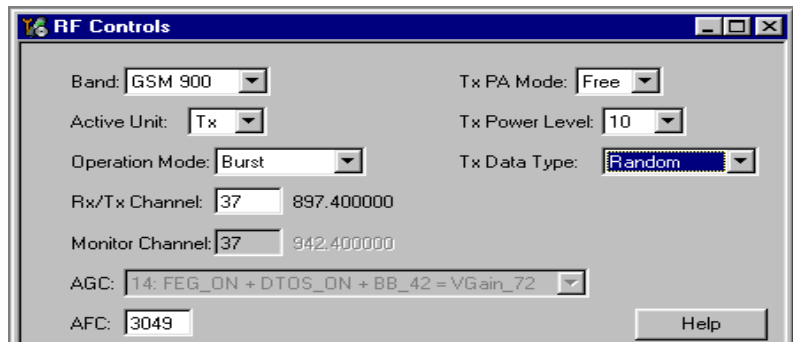 RF Controls
Band: GSM 900
Tx PA Mode: Free
Active Unit: Tx
Tx Power Level: 10
Operation Mode: Burst
Tx Data Type: Random
Rx/Tx Channel: 37 897.400000
Monitor Channel: 37 942.400000
AGC: 14: FEG_ON + DTOS_ON + BB_42 = VGain_72
AFC: 3049
Help